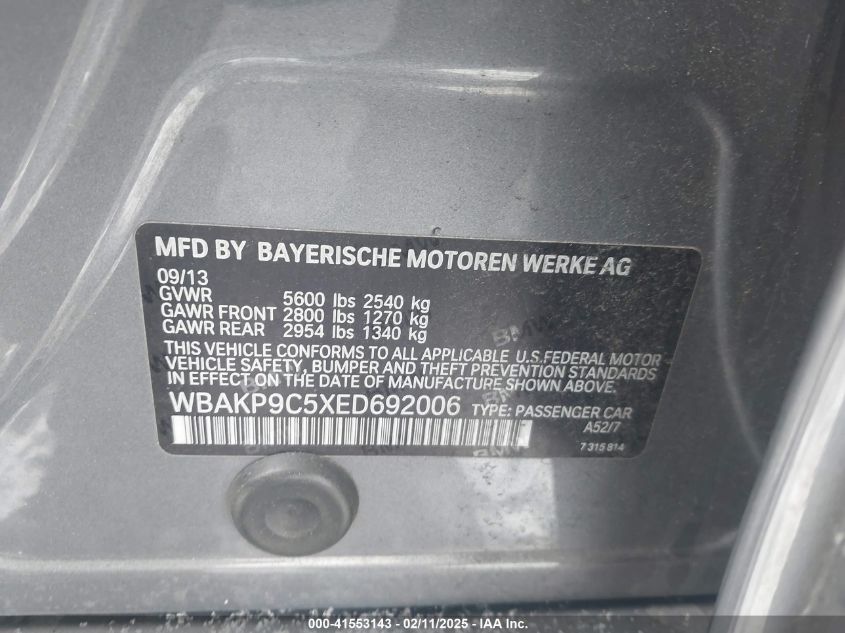 MFD BY BAYERISCHE MOTOREN WERKE AG
09/13
GVWR 5600 lbs 2540 kg
GAWR FRONT 2800 lbs 1270 kg
GAWR REAR 2954 lbs 1340 kg
THIS VEHICLE CONFORMS TO ALL APPLICABLE U.S.FEDERAL MOTOR
VEHICLE SAFETY, BUMPER AND THEFT PREVENTION STANDARDS
IN EFFECT ON THE DATE OF MANUFACTURE SHOWN ABOVE.
WBAKP9C5XED692006 TYPE: PASSENGER CAR
A52/7
7 315 814
000-41553143 - 02/11/2025 - IAA Inc.